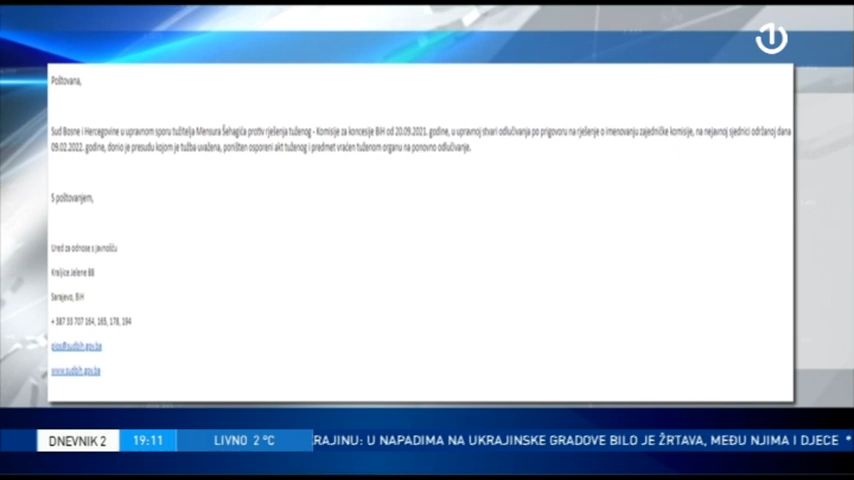 Poštovana,
Sud Bosne i Hercegovine u upravnom sporu tužitelja Mensura Šehagića protiv rješenja tuženog - Komisije za koncesije BiH od 20.09.2021. godine, u upravnoj stvari odlučivanja po prigovoru na rješenje o imenovanju zajedničke komisije, na nejavnoj sjednici održanoj dana
09.02.2022. godine, donio je presudu kojom je tužba uvažena, poništen osporeni akt tuženog i predmet vraćen tuženom organu na ponovno odlučivanje.
S poštovanjem,
Ured za odnose s javnošću
Kraljice Jelene 88
Sarajevo, BiH
+ 387 33 707 164, 165, 178, 194
pios@sudbih.gov.ba
www.sudbih.gov.ba
DNEVNIK 2 19:11 LIVNO 2 °C RAJINU: U NAPADIMA NA UKRAJINSKE GRADOVE BILO JE ŽRTAVA, MEĐU NJIMA I DJECE *